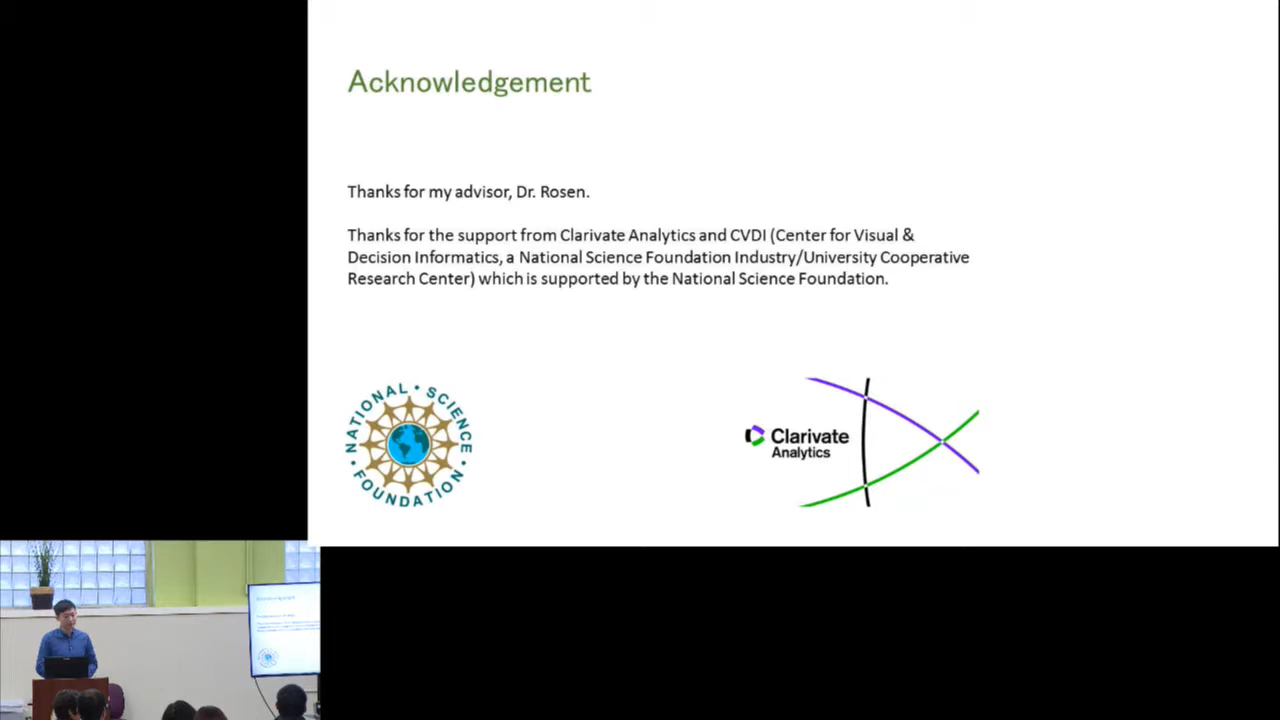 Acknowledgement
Thanks for my advisor, Dr. Rosen.
Thanks for the support from Clarivate Analytics and CVDI (Center for Visual &
Decision Informatics, a National Science Foundation Industry/University Cooperative
Research Center) which is supported by the National Science Foundation.
NATIONAL • SCIENCE • FOUNDATION •
Clarivate
Analytics